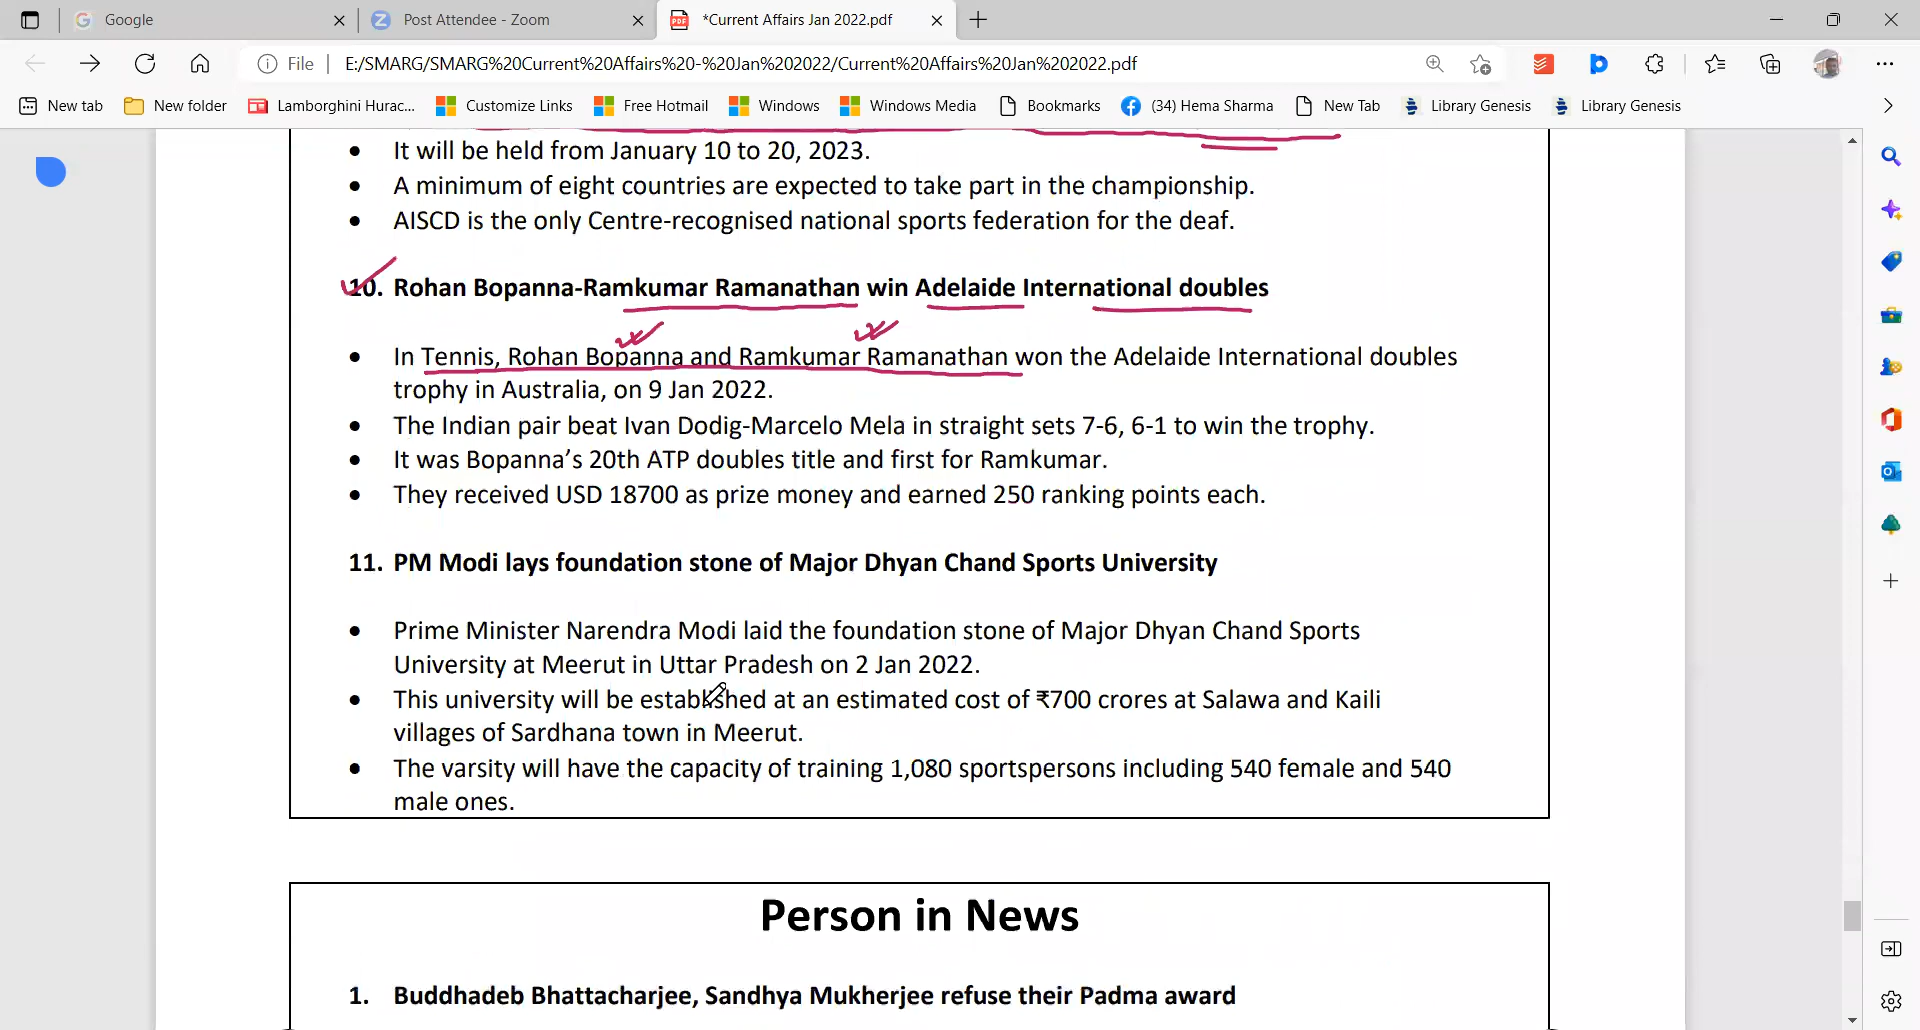 Google
Post Attendee - Zoom
*Current Affairs Jan 2022.pdf
File
E:/SMARG/SMARG%20Current%20Affairs%20-%20Jan%202022/Current%20Affairs%20Jan%202022.pdf
New tab
New folder
Lamborghini Hurac...
Customize Links
Free Hotmail
Windows
Windows Media
Bookmarks
(34) Hema Sharma
New Tab
Library Genesis
Library Genesis
• It will be held from January 10 to 20, 2023.
• A minimum of eight countries are expected to take part in the championship.
• AISCD is the only Centre-recognised national sports federation for the deaf.
10. Rohan Bopanna-Ramkumar Ramanathan win Adelaide International doubles
• In Tennis, Rohan Bopanna and Ramkumar Ramanathan won the Adelaide International doubles
trophy in Australia, on 9 Jan 2022.
• The Indian pair beat Ivan Dodig-Marcelo Mela in straight sets 7-6, 6-1 to win the trophy.
• It was Bopanna's 20th ATP doubles title and first for Ramkumar.
• They received USD 18700 as prize money and earned 250 ranking points each.
11. PM Modi lays foundation stone of Major Dhyan Chand Sports University
• Prime Minister Narendra Modi laid the foundation stone of Major Dhyan Chand Sports
University at Meerut in Uttar Pradesh on 2 Jan 2022.
• This university will be established at an estimated cost of ₹700 crores at Salawa and Kaili
villages of Sardhana town in Meerut.
• The varsity will have the capacity of training 1,080 sportspersons including 540 female and 540
male ones.
Person in News
1. Buddhadeb Bhattacharjee, Sandhya Mukherjee refuse their Padma award